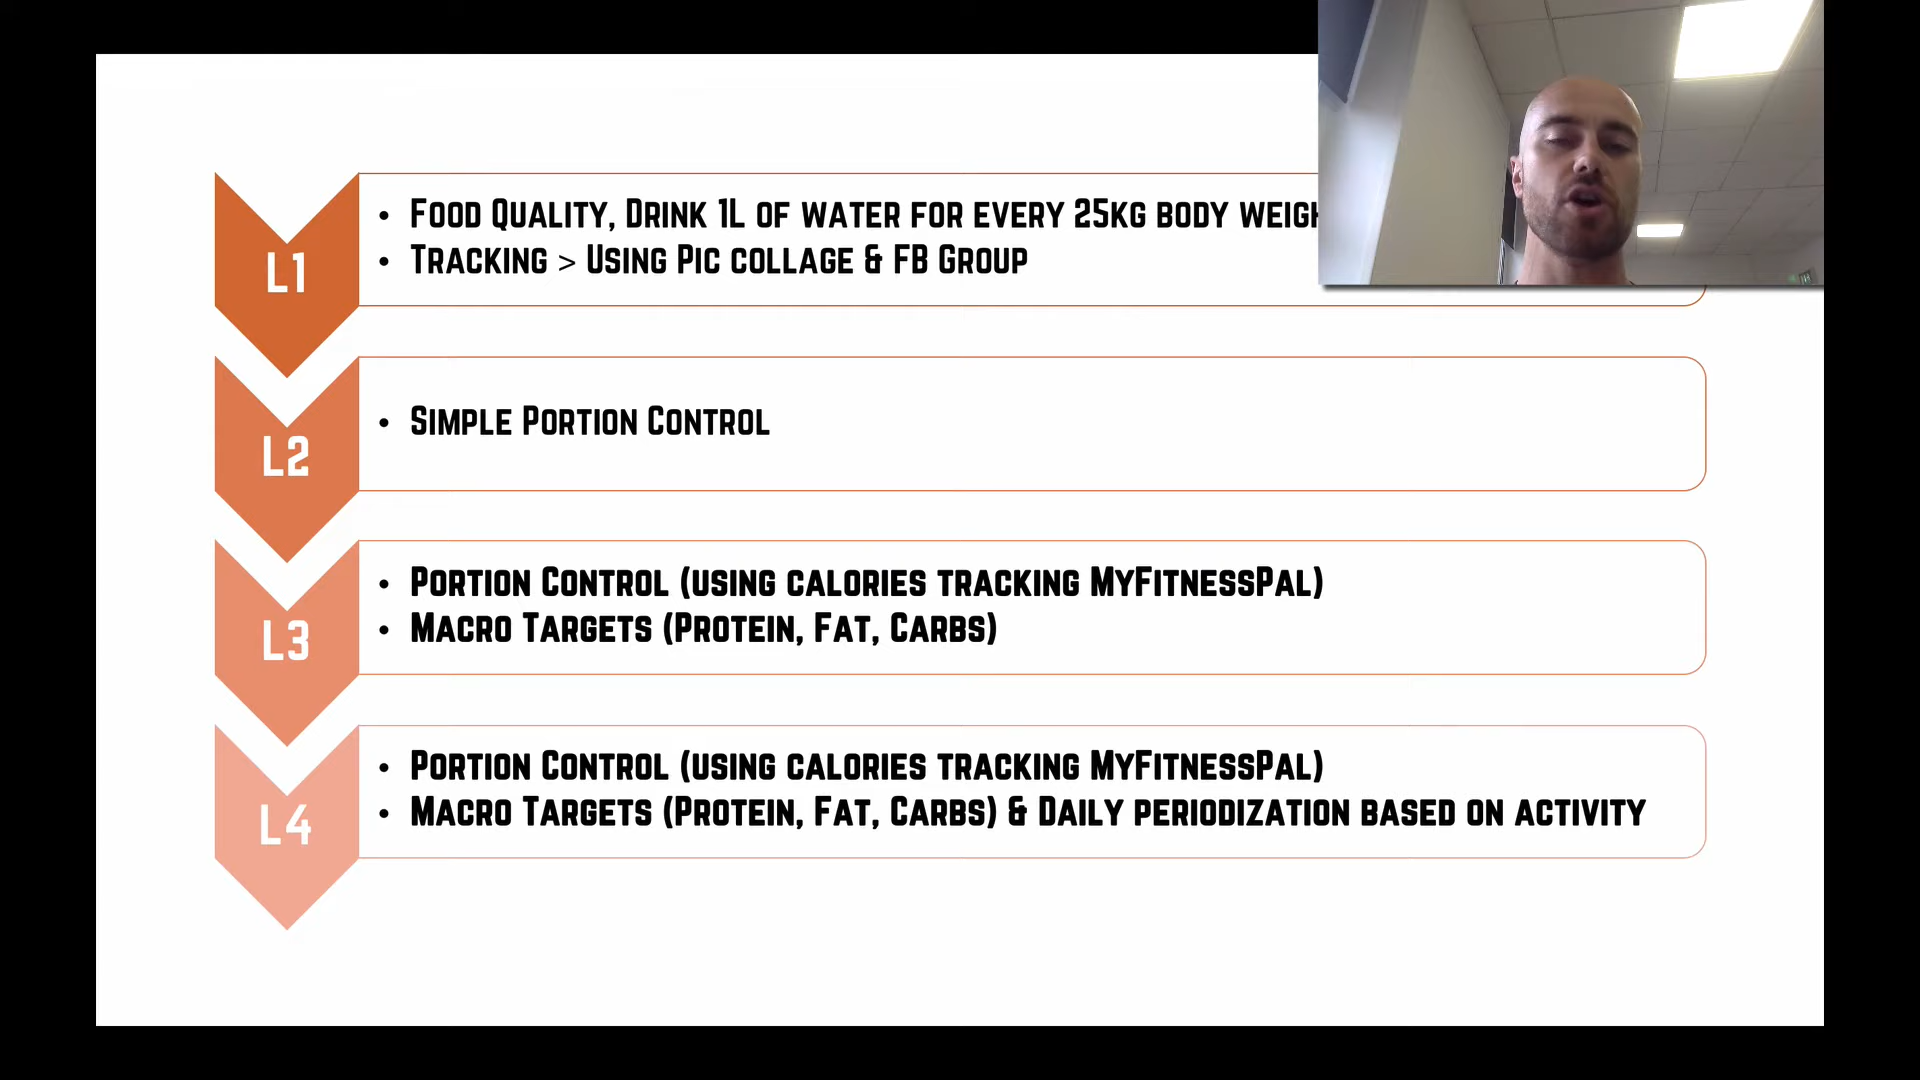 L1
Food Quality, Drink 1L of water for every 25kg body
Tracking > Using Pic collage & FB Group
L2
Simple Portion Control
L3
Portion Control (using calories tracking MyFitnessPal)
Macro Targets (Protein, Fat, Carbs)
L4
Portion Control (using calories tracking MyFitnessPal)
Macro Targets (Protein, Fat, Carbs) & Daily periodization based on activity